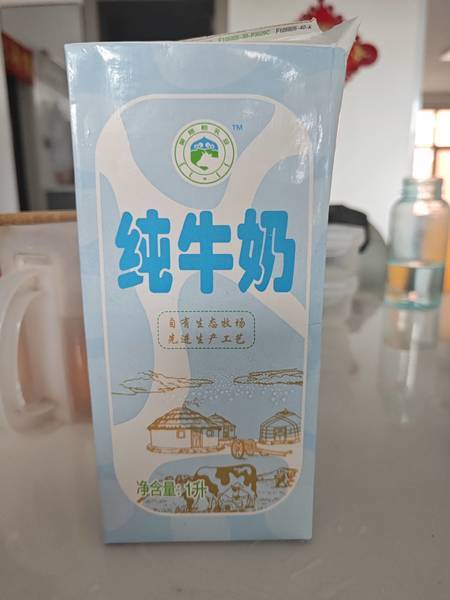 TM
纯牛奶
自有生态牧场
先进生产工艺
净含量:1升